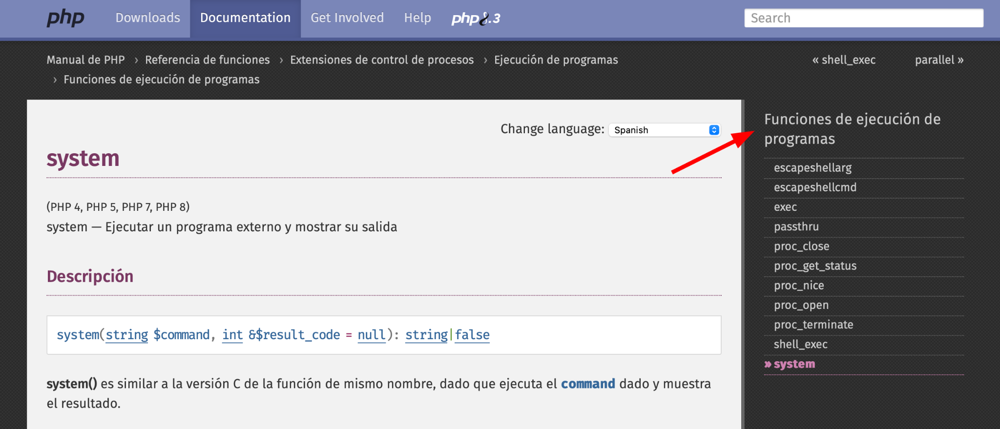 php Downloads Documentation Get Involved Help php8.3 Search
Manual de PHP › Referencia de funciones › Extensiones de control de procesos › Ejecución de programas
› Funciones de ejecución de programas
« shell_exec parallel »
Change language: Spanish
system
(PHP 4, PHP 5, PHP 7, PHP 8)
system — Ejecutar un programa externo y mostrar su salida
Descripción
system(string $command, int &$result_code = null): string|false
system() es similar a la versión C de la función de mismo nombre, dado que ejecuta el command dado y muestra
el resultado.
Funciones de ejecución de
programas
escapeshellarg
escapeshellcmd
exec
passthru
proc_close
proc_get_status
proc_nice
proc_open
proc_terminate
shell_exec
» system